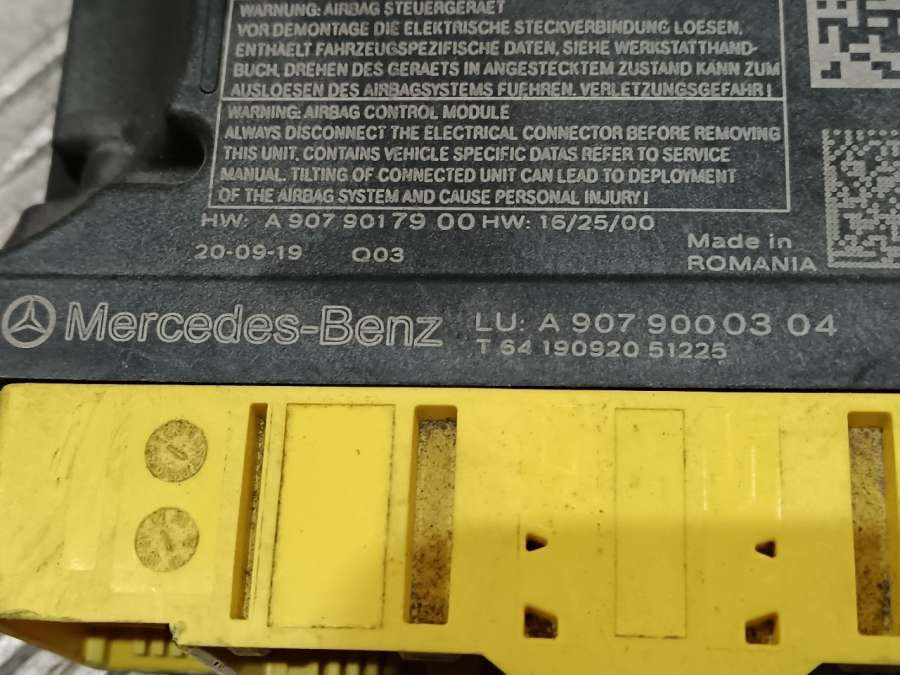 WARNUNG: AIRBAG STEUERGERAET
VOR DEMONTAGE DIE ELEKTRISCHE STECKVERBINDUNG LOESEN,
ENTHAELT FAHRZEUGSPEZIFISCHE DATEN, SIEHE WERKSTATTHAND-
BUCH, DREHEN DES GERAETS IN ANGESTECKTEM ZUSTAND KANN ZUM
AUSLOESEN DES AIRBAGSYSTEMS FUEHREN. VERLETZUNGSGEFAHR!
WARNING: AIRBAG CONTROL MODULE
ALWAYS DISCONNECT THE ELECTRICAL CONNECTOR BEFORE REMOVING
THIS UNIT. CONTAINS VEHICLE SPECIFIC DATAS REFER TO SERVICE
MANUAL. TILTING OF CONNECTED UNIT CAN LEAD TO DEPLOYMENT
OF THE AIRBAG SYSTEM AND CAUSE PERSONAL INJURY!
HW: A 907 901 79 00 HW: 16/25/00
20-09-19 Q03
Made in
ROMANIA
Mercedes-Benz LU: A 907 900 03 04
T 64 190920 51225